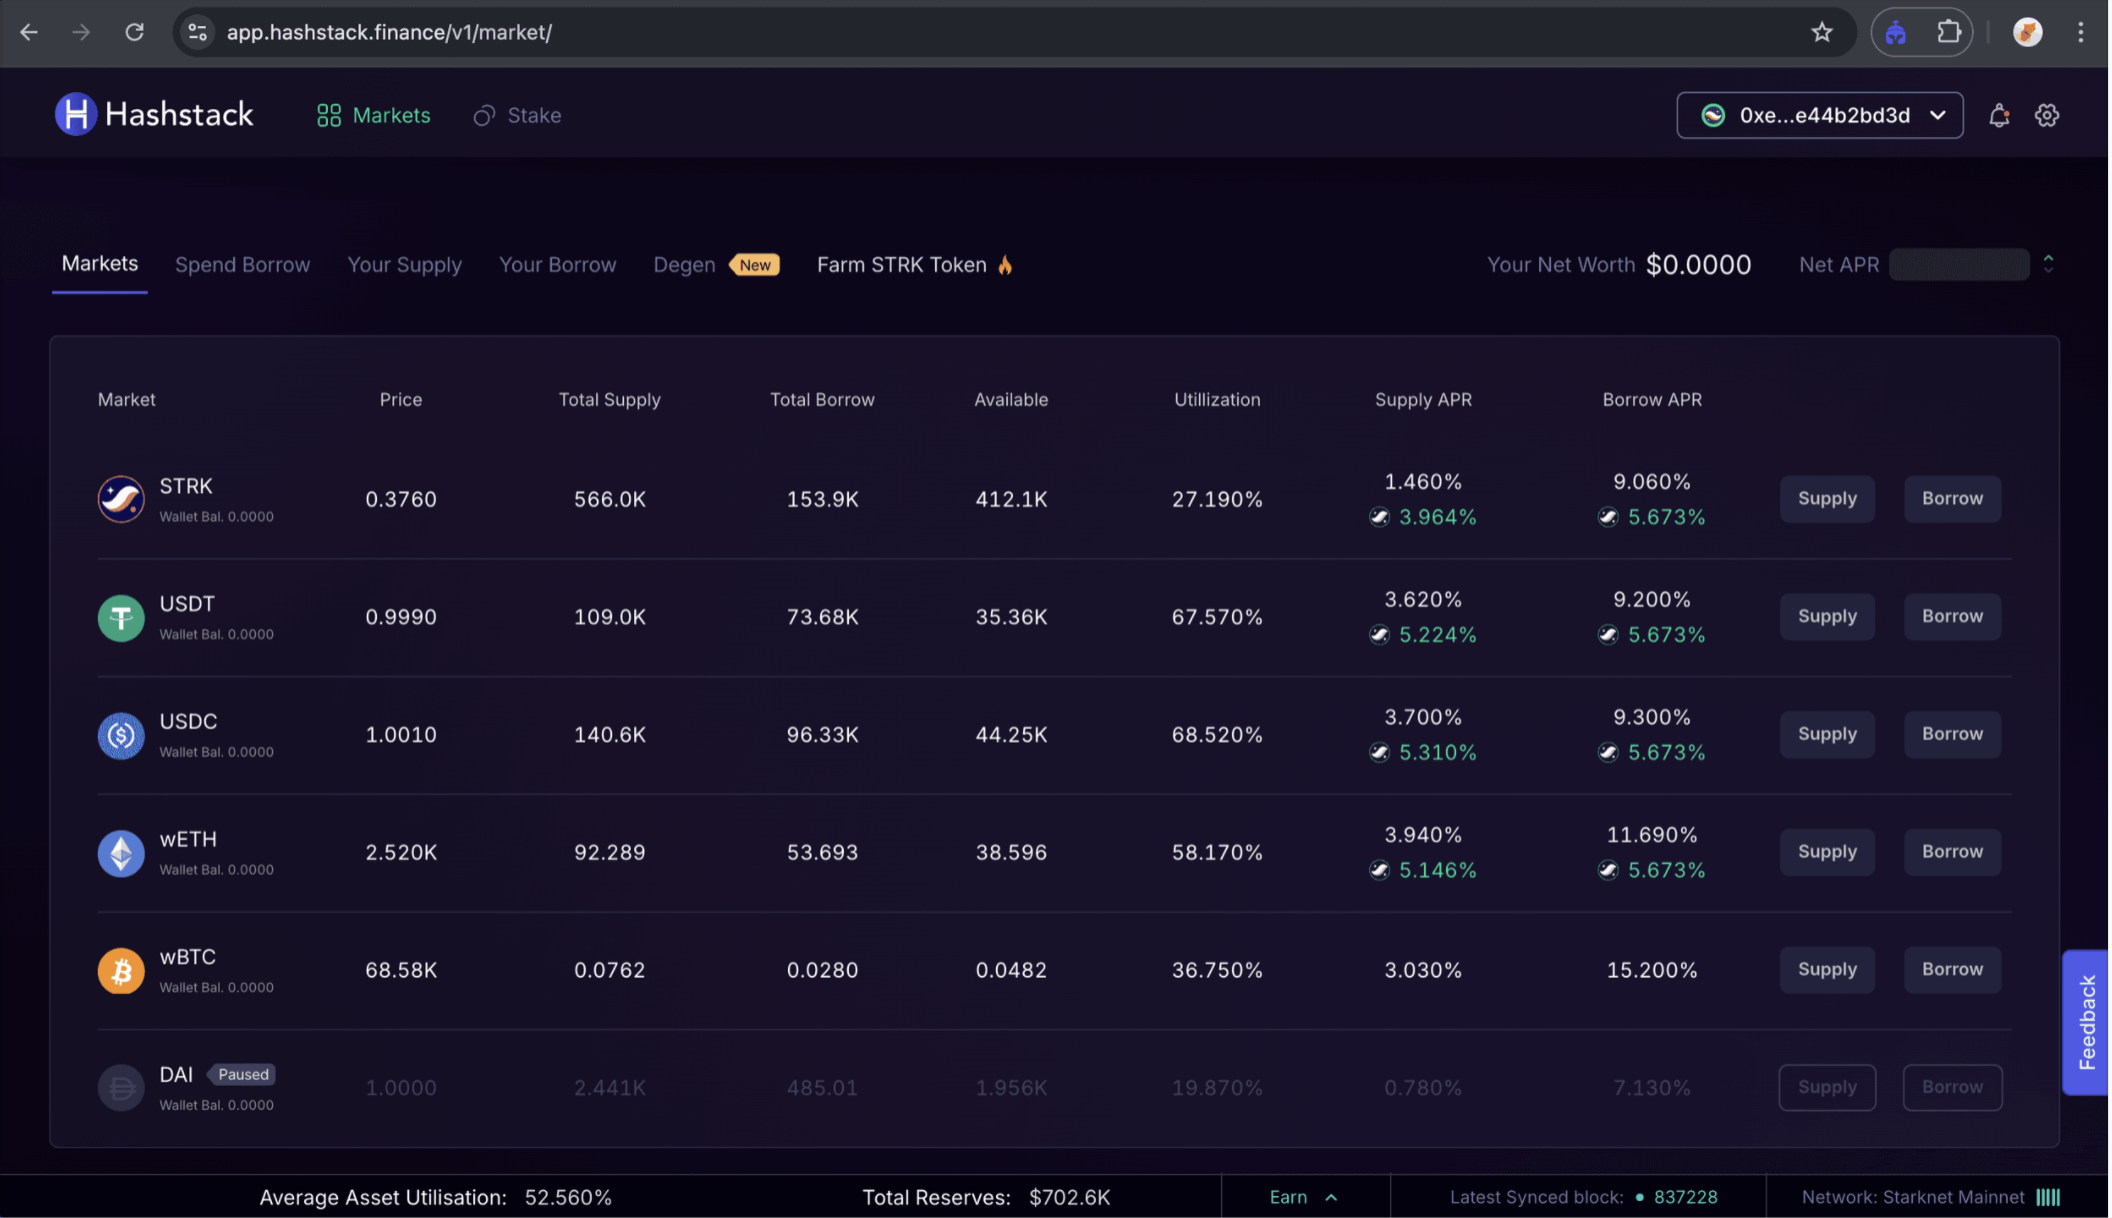 app.hashstack.finance/v1/market/
Hashstack Markets Stake 0xe...e44b2bd3d
Markets Spend Borrow Your Supply Your Borrow Degen New Farm STRK Token Your Net Worth $0.0000 Net APR
Market Price Total Supply Total Borrow Available Utillization Supply APR Borrow APR
STRK
Wallet Bal. 0.0000
0.3760 566.0K 153.9K 412.1K 27.190%
1.460%
3.964%
9.060%
5.673%
Supply Borrow
USDT
Wallet Bal. 0.0000
0.9990 109.0K 73.68K 35.36K 67.570%
3.620%
5.224%
9.200%
5.673%
Supply Borrow
USDC
Wallet Bal. 0.0000
1.0010 140.6K 96.33K 44.25K 68.520%
3.700%
5.310%
9.300%
5.673%
Supply Borrow
wETH
Wallet Bal. 0.0000
2.520K 92.289 53.693 38.596 58.170%
3.940%
5.146%
11.690%
5.673%
Supply Borrow
wBTC
Wallet Bal. 0.0000
68.58K 0.0762 0.0280 0.0482 36.750% 3.030% 15.200% Supply Borrow
DAI Paused
Wallet Bal. 0.0000
1.0000 2.441K 485.01 1.956K 19.870% 0.780% 7.130% Supply Borrow
Feedback
Average Asset Utilisation: 52.560% Total Reserves: $702.6K Earn Latest Synced block: 837228 Network: Starknet Mainnet